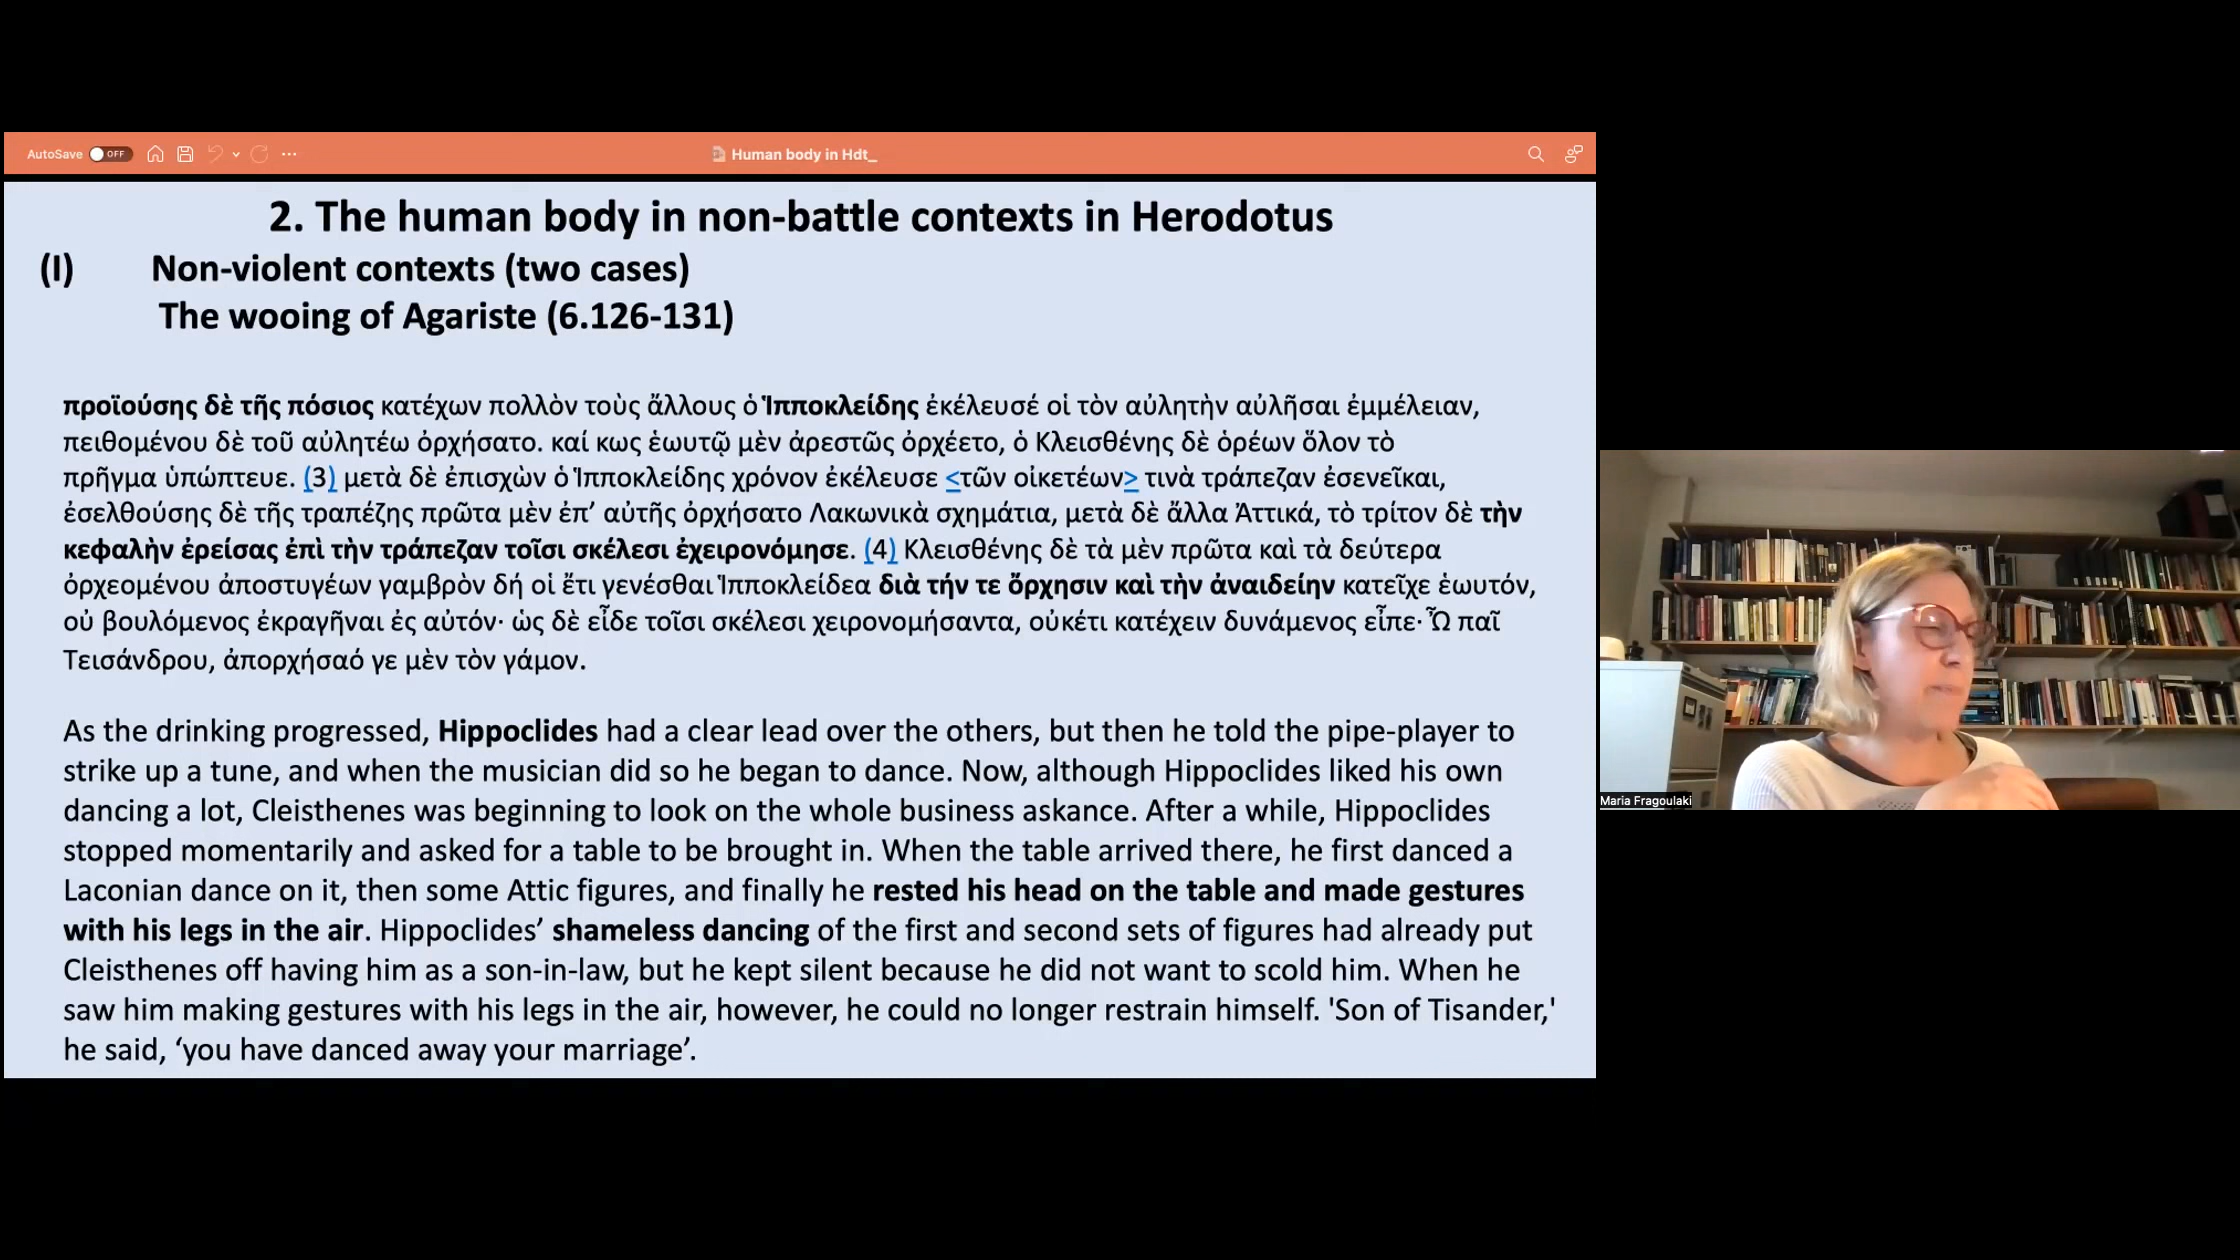 AutoSave OFF
Human body in Hdt_
2. The human body in non-battle contexts in Herodotus
(I) Non-violent contexts (two cases)
The wooing of Agariste (6.126-131)
προϊούσης δὲ τῆς πόσιος κατέχων πολλὸν τοὺς ἄλλους ὁ Ἱπποκλείδης ἐκέλευσέ οἱ τὸν αὐλητὴν αὐλῆσαι ἐμμέλειαν,
πειθομένου δὲ τοῦ αὐλητέω ὀρχήσατο. καί κως ἑωυτῷ μὲν ἀρεστῶς ὀρχέετο, ὁ Κλεισθένης δὲ ὁρέων ὅλον τὸ
πρῆγμα ὑπώπτευε. (3) μετὰ δὲ ἐπισχὼν ὁ Ἱπποκλείδης χρόνον ἐκέλευσε <τῶν οἰκετέων> τινὰ τράπεζαν ἐσενεῖκαι,
ἐσελθούσης δὲ τῆς τραπέζης πρῶτα μὲν ἐπ’ αὐτῆς ὀρχήσατο Λακωνικὰ σχημάτια, μετὰ δὲ ἄλλα Ἀττικά, τὸ τρίτον δὲ τὴν
κεφαλὴν ἐρείσας ἐπὶ τὴν τράπεζαν τοῖσι σκέλεσι ἐχειρονόμησε. (4) Κλεισθένης δὲ τὰ μὲν πρῶτα καὶ τὰ δεύτερα
ὀρχεομένου ἀποστυγέων γαμβρὸν δή οἱ ἔτι γενέσθαι Ἱπποκλείδεα διὰ τήν τε ὄρχησιν καὶ τὴν ἀναιδείην κατεῖχε ἑωυτόν,
οὐ βουλόμενος ἐκραγῆναι ἐς αὐτόν· ὡς δὲ εἶδε τοῖσι σκέλεσι χειρονομήσαντα, οὐκέτι κατέχειν δυνάμενος εἶπε· Ὦ παῖ
Τεισάνδρου, ἀπορχήσαό γε μὲν τὸν γάμον.
As the drinking progressed, Hippoclides had a clear lead over the others, but then he told the pipe-player to
strike up a tune, and when the musician did so he began to dance. Now, although Hippoclides liked his own
dancing a lot, Cleisthenes was beginning to look on the whole business askance. After a while, Hippoclides
stopped momentarily and asked for a table to be brought in. When the table arrived there, he first danced a
Laconian dance on it, then some Attic figures, and finally he rested his head on the table and made gestures
with his legs in the air. Hippoclides’ shameless dancing of the first and second sets of figures had already put
Cleisthenes off having him as a son-in-law, but he kept silent because he did not want to scold him. When he
saw him making gestures with his legs in the air, however, he could no longer restrain himself. 'Son of Tisander,'
he said, ‘you have danced away your marriage’.
Maria Fragoulaki